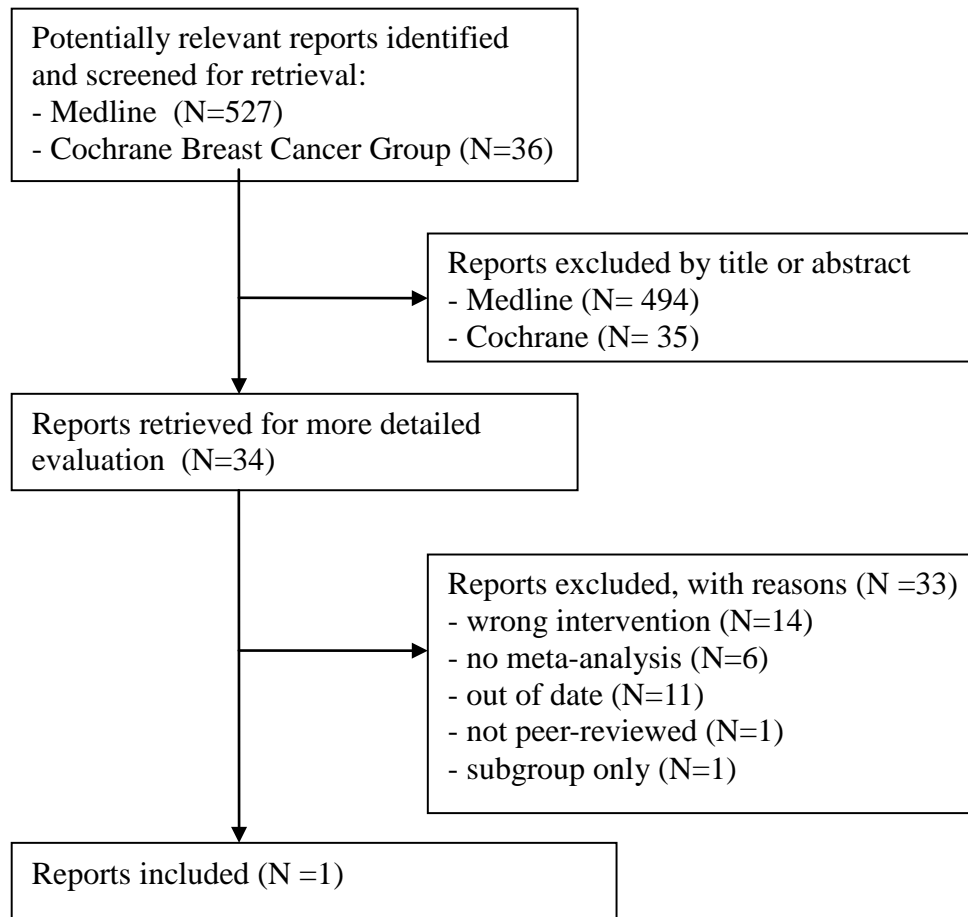 Potentially relevant reports identified
and screened for retrieval:
- Medline  (N=527)
- Cochrane Breast Cancer Group (N=36)
Reports excluded by title or abstract
- Medline (N= 494)
- Cochrane (N= 35)
Reports retrieved for more detailed
evaluation  (N=34)
Reports excluded, with reasons (N =33)
- wrong intervention (N=14)
- no meta-analysis (N=6)
- out of date (N=11)
- not peer-reviewed (N=1)
- subgroup only (N=1)
Reports included (N =1)